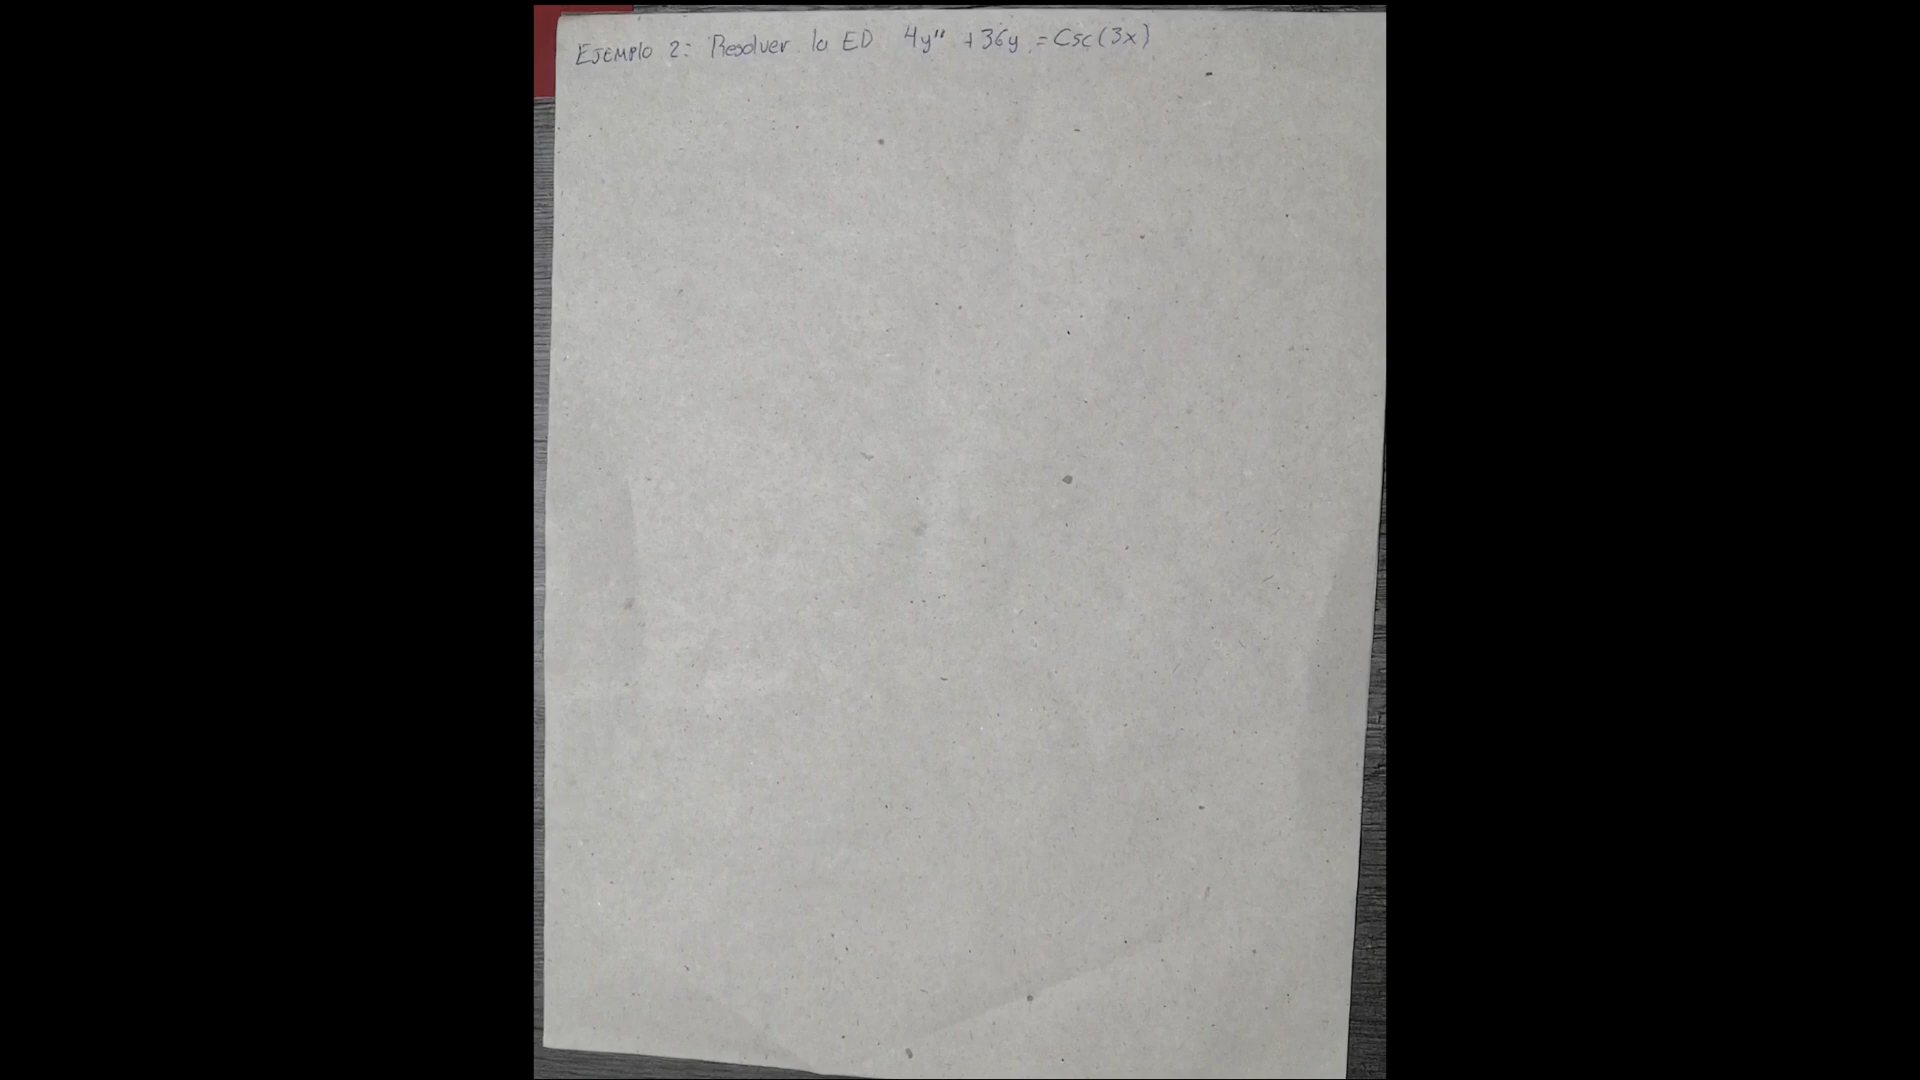 EJEMPLO 2: Resolver la ED 4y" + 36y = Csc(3x)